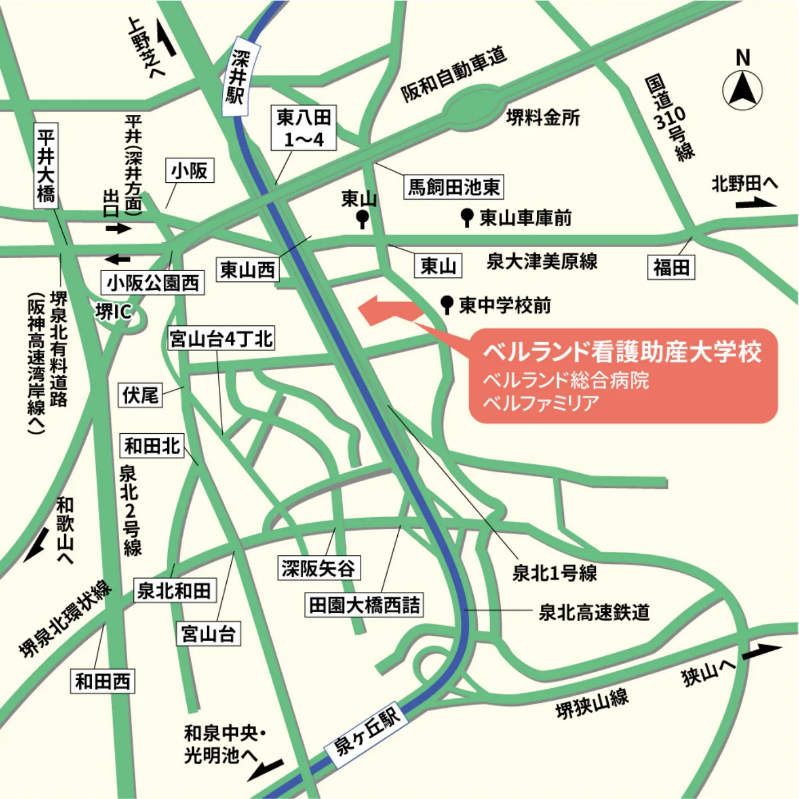 上野芝へ
深井駅
阪和自動車道
国道310号線
N
東八田
1〜4
堺料金所
平井大橋
平井(深井方面)
出口
小阪
馬飼田池東
北野田へ
東山
東山車庫前
小阪公園西
東山西
東山
泉大津美原線
福田
堺泉北有料道路
(阪神高速湾岸線へ)
堺IC
東中学校前
宮山台4丁北
ベルランド看護助産大学校
ベルランド総合病院
ベルファミリア
伏尾
和田北
泉北2号線
和歌山へ
深阪矢谷
泉北1号線
泉北和田
田園大橋西詰
泉北高速鉄道
堺泉北環状線
宮山台
和田西
狭山へ
堺狭山線
和泉中央・
光明池へ
泉ヶ丘駅